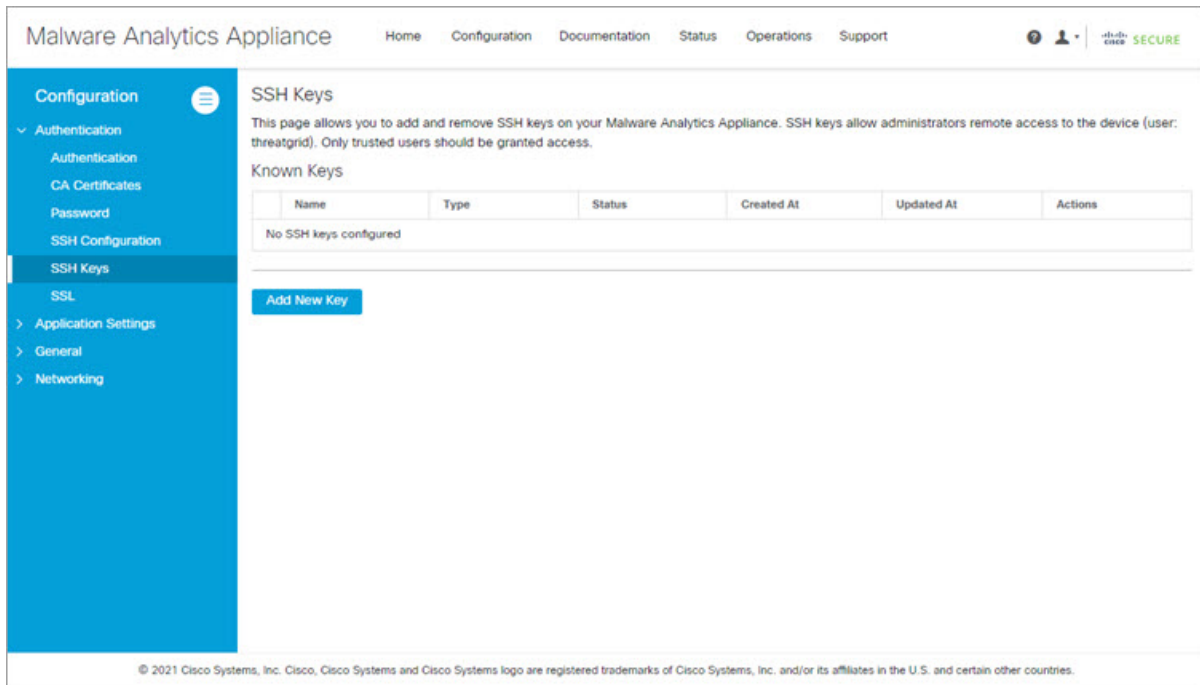 Malware Analytics Appliance
Home
Configuration
Documentation
Status
Operations
Support
cisco SECURE
Configuration
Authentication
Authentication
CA Certificates
Password
SSH Configuration
SSH Keys
SSL
Application Settings
General
Networking
SSH Keys
This page allows you to add and remove SSH keys on your Malware Analytics Appliance. SSH keys allow administrators remote access to the device (user:
threatgrid). Only trusted users should be granted access.
Known Keys
Name
Type
Status
Created At
Updated At
Actions
No SSH keys configured
Add New Key
© 2021 Cisco Systems, Inc. Cisco, Cisco Systems and Cisco Systems logo are registered trademarks of Cisco Systems, Inc. and/or its affiliates in the U.S. and certain other countries.